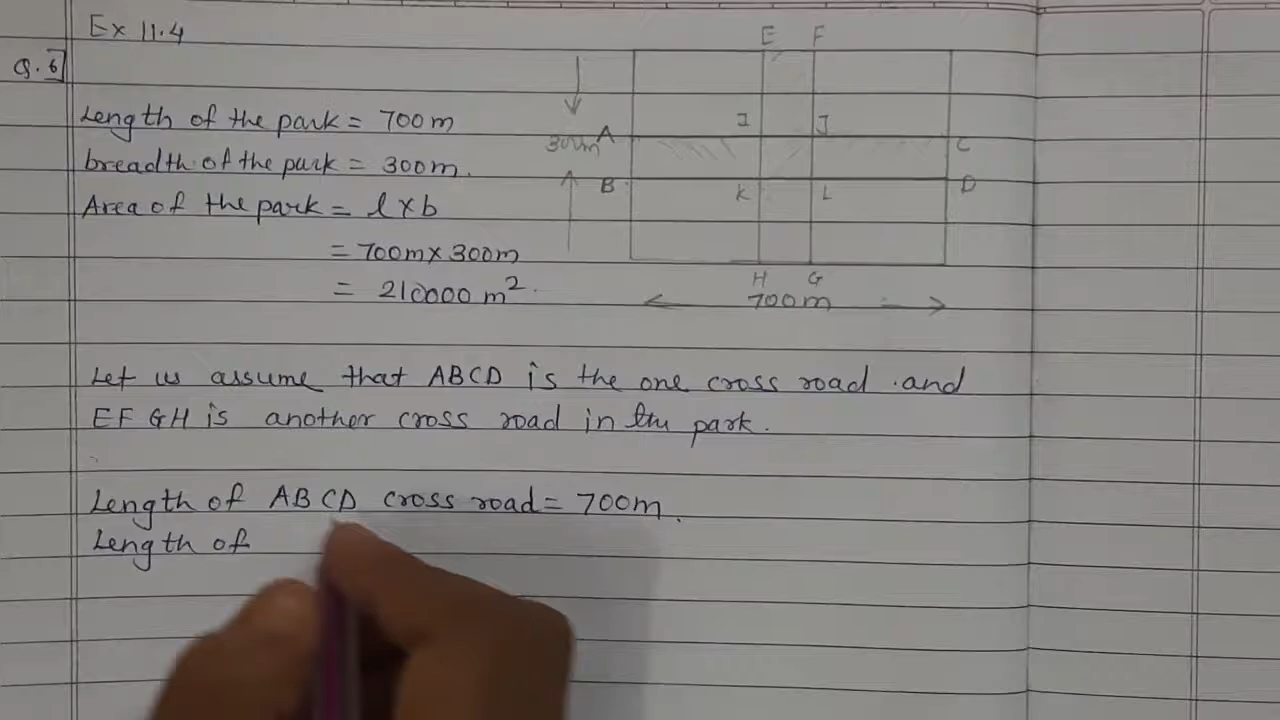 Ex 11.4
Q.6
Length of the park = 700m
breadth of the park = 300m.
Area of the park = l x b
= 700m x 300m
= 210000 m².
E F
I J
A C
300m
B D
K L
H G
700m
Let us assume that ABCD is the one cross road and
EFGH is another cross road in the park.
Length of ABCD cross road = 700m.
Length of